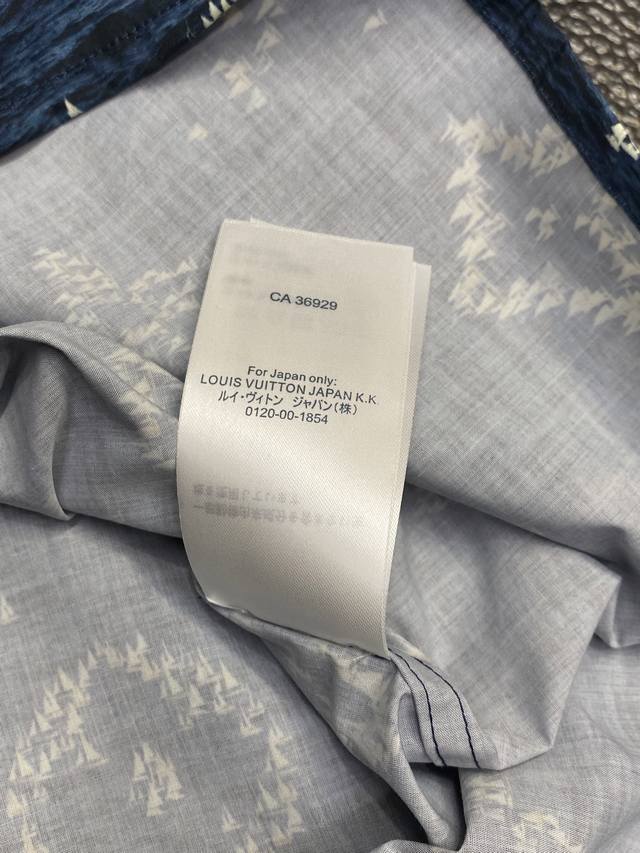 CA 36929
For Japan only:
LOUIS VUITTON JAPAN K.K.
ルイ・ヴィトン ジャパン(株)
0120-00-1854